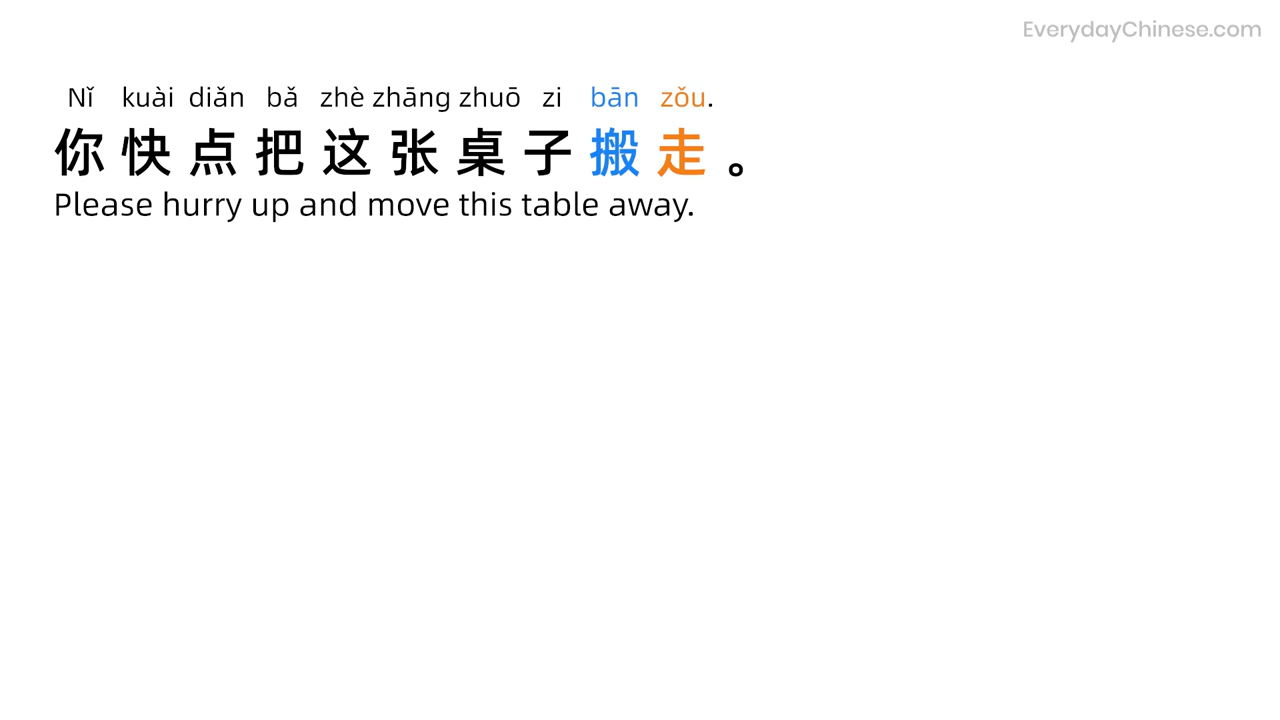 EverydayChinese.com
Nǐ kuài diǎn bǎ zhè zhāng zhuō zi bān zǒu.
你快点把这张桌子搬走。
Please hurry up and move this table away.